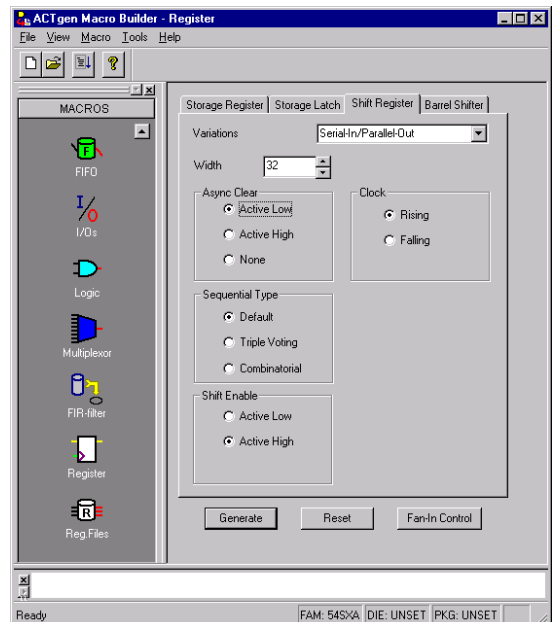 ACTgen Macro Builder - Register
File View Macro Tools Help
MACROS
F
FIFO
I/O
I/Os
Logic
Multiplexor
FIR-filter
Register
R
Reg.Files
Storage Register Storage Latch Shift Register Barrel Shifter
Variations Serial-In/Parallel-Out
Width 32
Async Clear
Active Low
Active High
None
Clock
Rising
Falling
Sequential Type
Default
Triple Voting
Combinatorial
Shift Enable
Active Low
Active High
Generate Reset Fan-In Control
Ready FAM: 54SXA DIE: UNSET PKG: UNSET